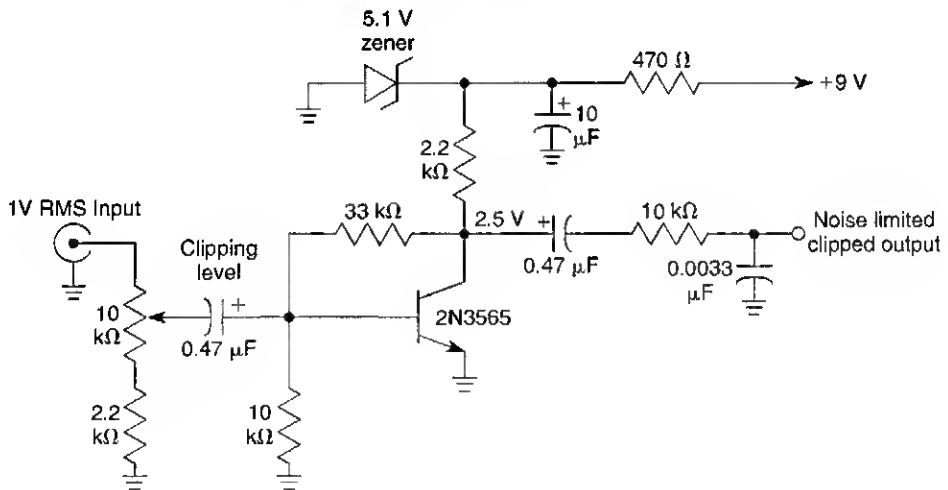 5.1 V
zener
470 Ω
+9 V
+
10
μF
2.2
kΩ
1V RMS Input
33 kΩ
2.5 V
+
10 kΩ
Noise limited
clipped output
Clipping
level
+
0.47 μF
0.0033
μF
10
kΩ
2N3565
0.47 μF
2.2
kΩ
10
kΩ